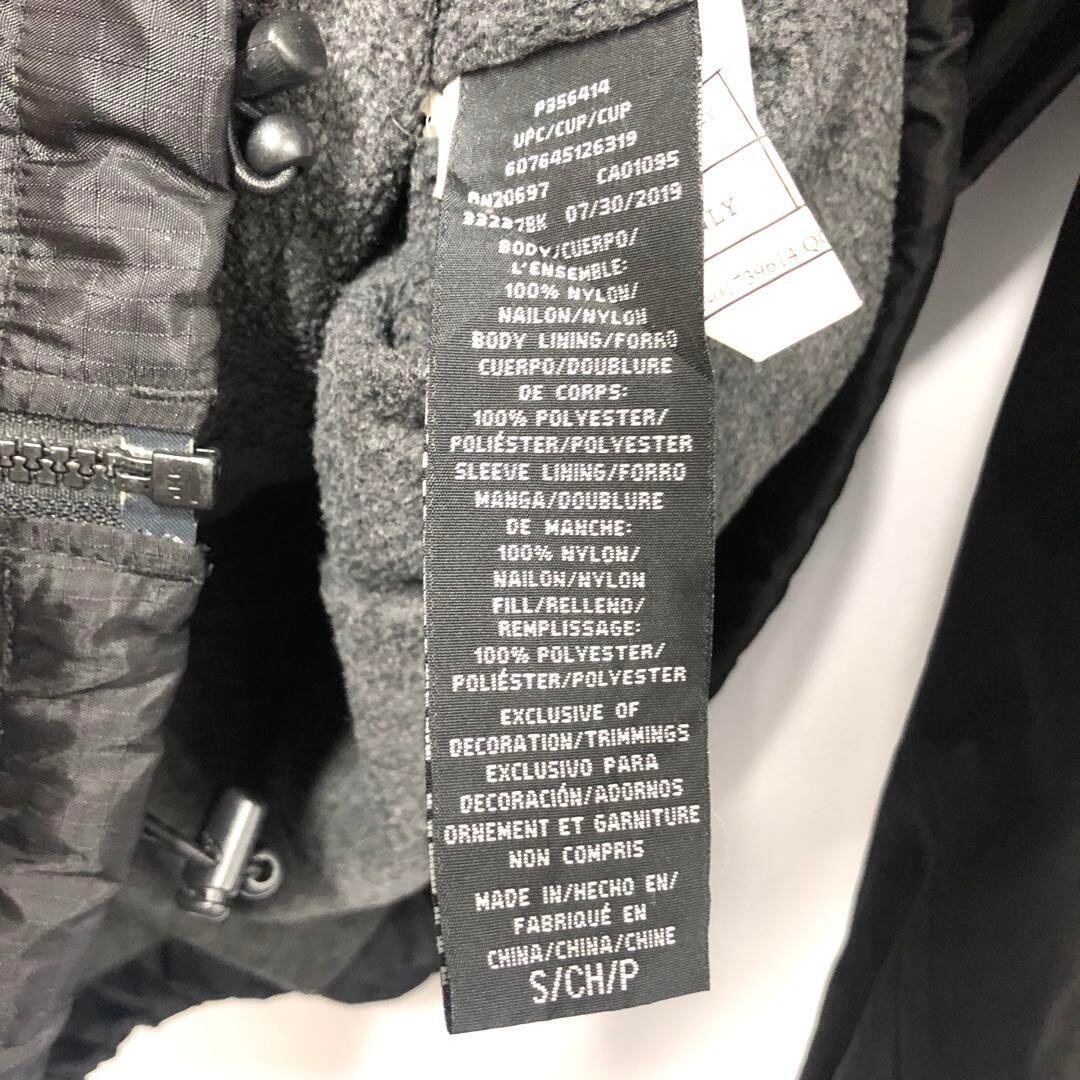 P356414
UPC/CUP/CUP
607645126319
RN20697 CA01095
33227BK 07/30/2019
BODY/CUERPO/
L'ENSEMBLE:
100% NYLON/
NAILON/NYLON
BODY LINING/FORRO
CUERPO/DOUBLURE
DE CORPS:
100% POLYESTER/
POLIÉSTER/POLYESTER
SLEEVE LINING/FORRO
MANGA/DOUBLURE
DE MANCHE:
100% NYLON/
NAILON/NYLON
FILL/RELLENO/
REMPLISSAGE:
100% POLYESTER/
POLIÉSTER/POLYESTER
EXCLUSIVE OF
DECORATION/TRIMMINGS
EXCLUSIVO PARA
DECORACIÓN/ADORNOS
ORNEMENT ET GARNITURE
NON COMPRIS
MADE IN/HECHO EN/
FABRIQUÉ EN
CHINA/CHINA/CHINE
S/CH/P